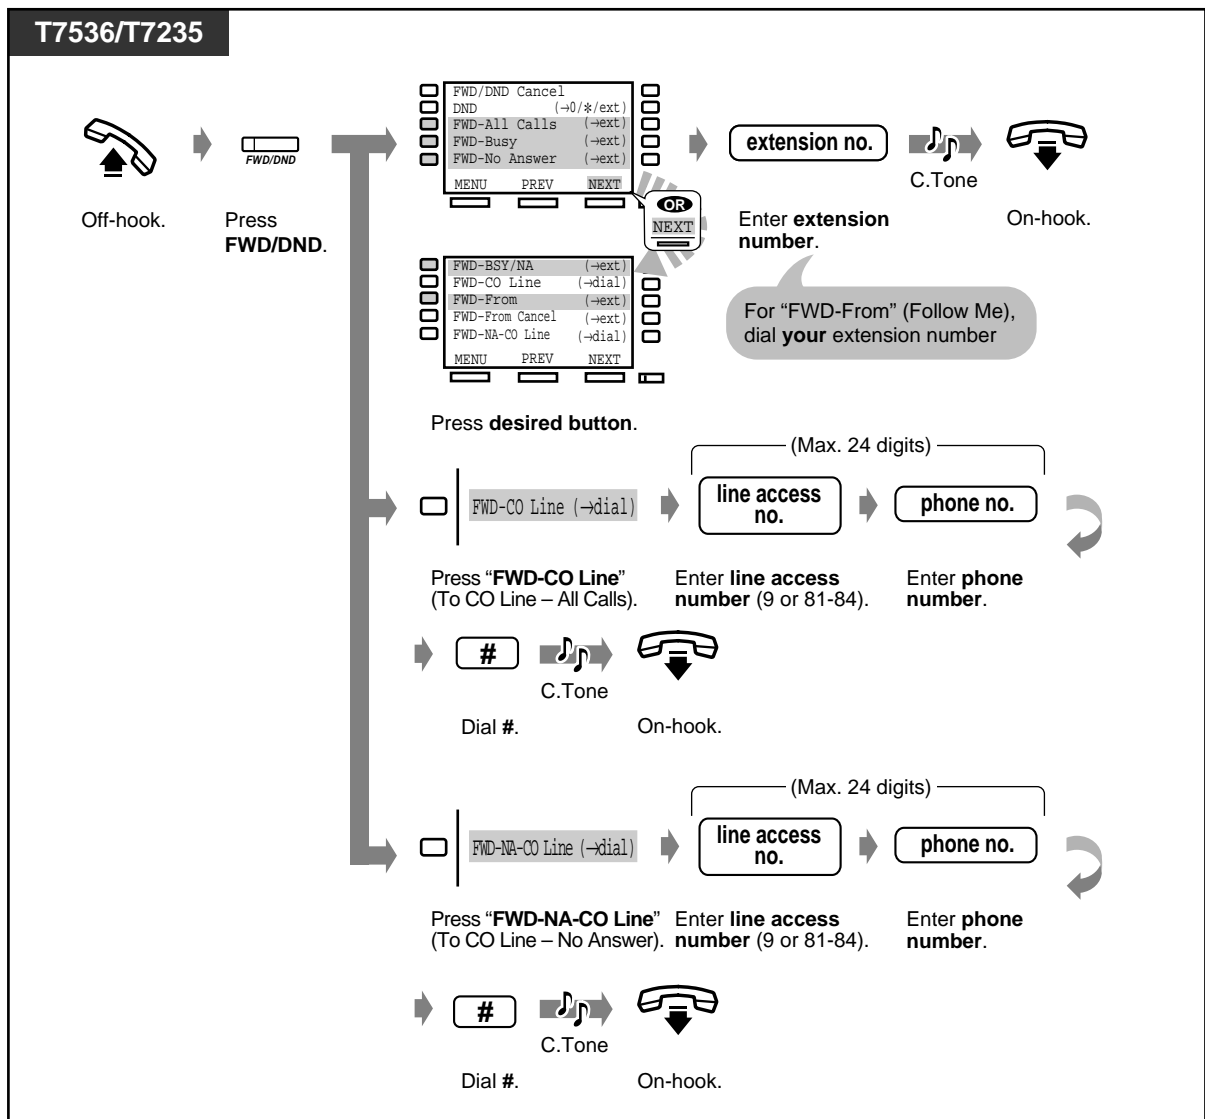 T7536/T7235
FWD/DND Cancel
DND (→0/*/ext)
FWD-All Calls (→ext)
FWD-Busy (→ext)
FWD-No Answer (→ext)
MENU PREV NEXT
OR
NEXT
FWD/DND
extension no.
C.Tone
Off-hook.
Press
FWD/DND.
Enter extension
number.
On-hook.
FWD-BSY/NA (→ext)
FWD-CO Line (→dial)
FWD-From (→ext)
FWD-From Cancel (→ext)
FWD-NA-CO Line (→dial)
MENU PREV NEXT
For “FWD-From” (Follow Me),
dial your extension number
Press desired button.
(Max. 24 digits)
FWD-CO Line (→dial)
line access
no.
phone no.
Press “FWD-CO Line”
(To CO Line – All Calls).
Enter line access
number (9 or 81-84).
Enter phone
number.
#
C.Tone
Dial #.
On-hook.
(Max. 24 digits)
FWD-NA-CO Line (→dial)
line access
no.
phone no.
Press “FWD-NA-CO Line”
(To CO Line – No Answer).
Enter line access
number (9 or 81-84).
Enter phone
number.
#
C.Tone
Dial #.
On-hook.